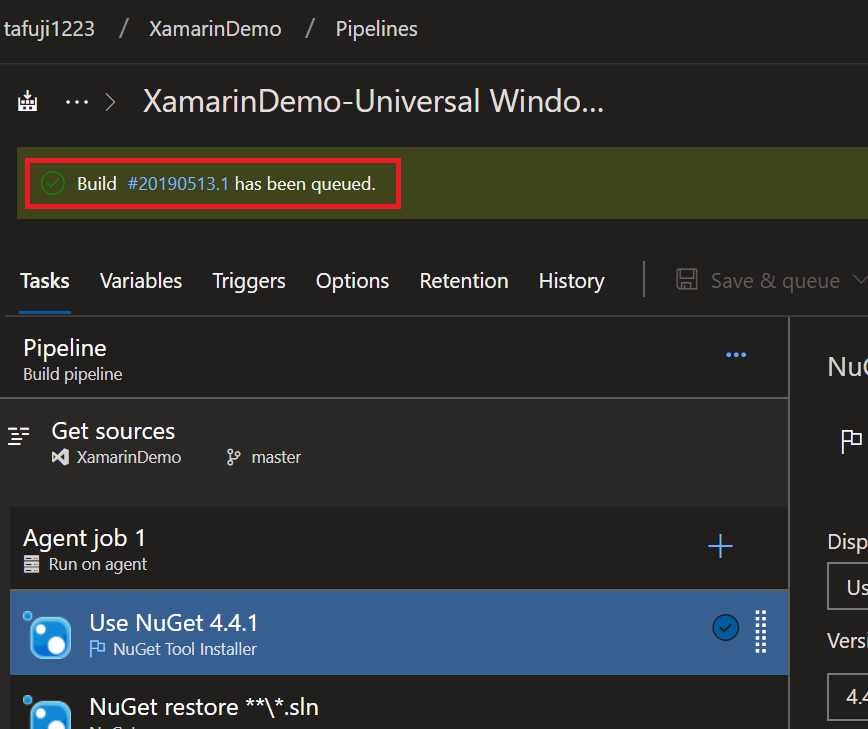 tafuji1223 / XamarinDemo / Pipelines
... > XamarinDemo-Universal Windo...
Build #20190513.1 has been queued.
Tasks Variables Triggers Options Retention History Save & queue
Pipeline
Build pipeline
NuG
Get sources
XamarinDemo master
Agent job 1
Run on agent
Disp
Us
Use NuGet 4.4.1
NuGet Tool Installer
Versi
NuGet restore **\*.sln
4.4